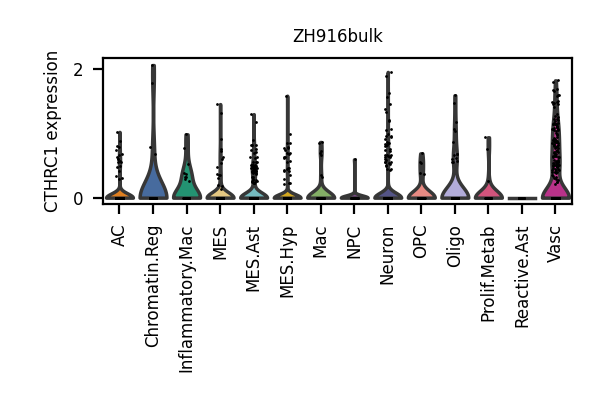 ZH916bulk
CTHRC1 expression
2
0
AC
Chromatin.Reg
Inflammatory.Mac
MES
MES.Ast
MES.Hyp
Mac
NPC
Neuron
OPC
Oligo
Prolif.Metab
Reactive.Ast
Vasc